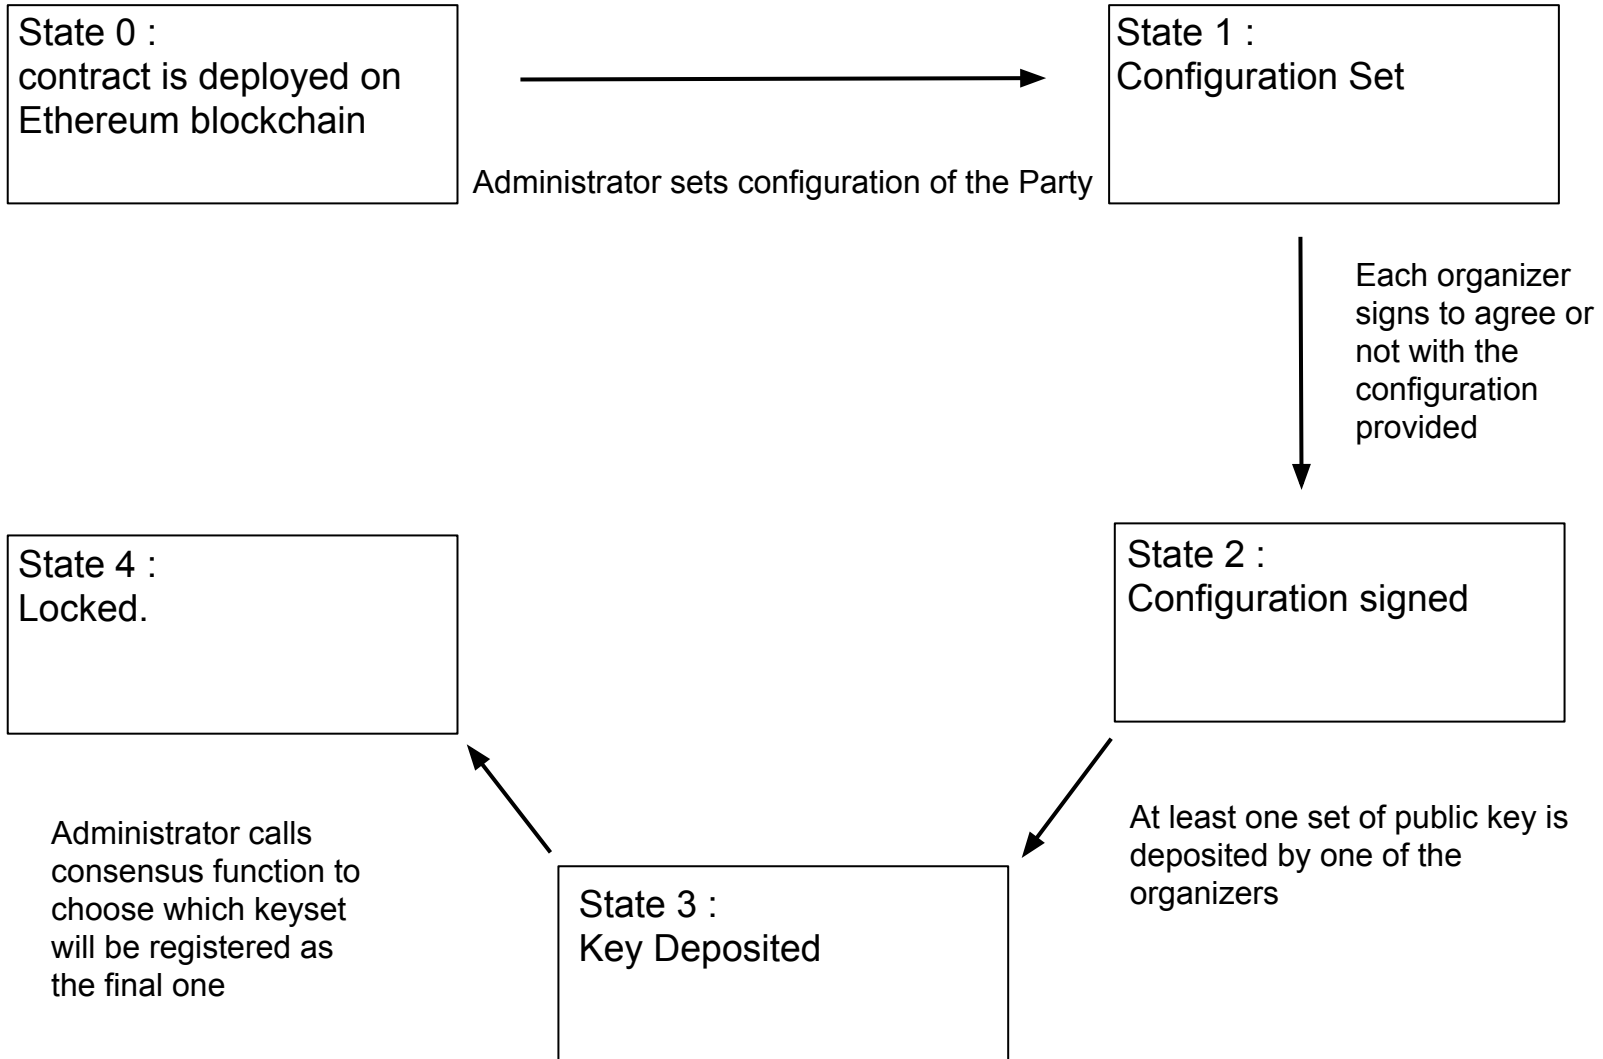 State 0 :
contract is deployed on
Ethereum blockchain
Administrator sets configuration of the Party
State 1 :
Configuration Set
Each organizer
signs to agree or
not with the
configuration
provided
State 2 :
Configuration signed
At least one set of public key is
deposited by one of the
organizers
State 3 :
Key Deposited
Administrator calls
consensus function to
choose which keyset
will be registered as
the final one
State 4 :
Locked.